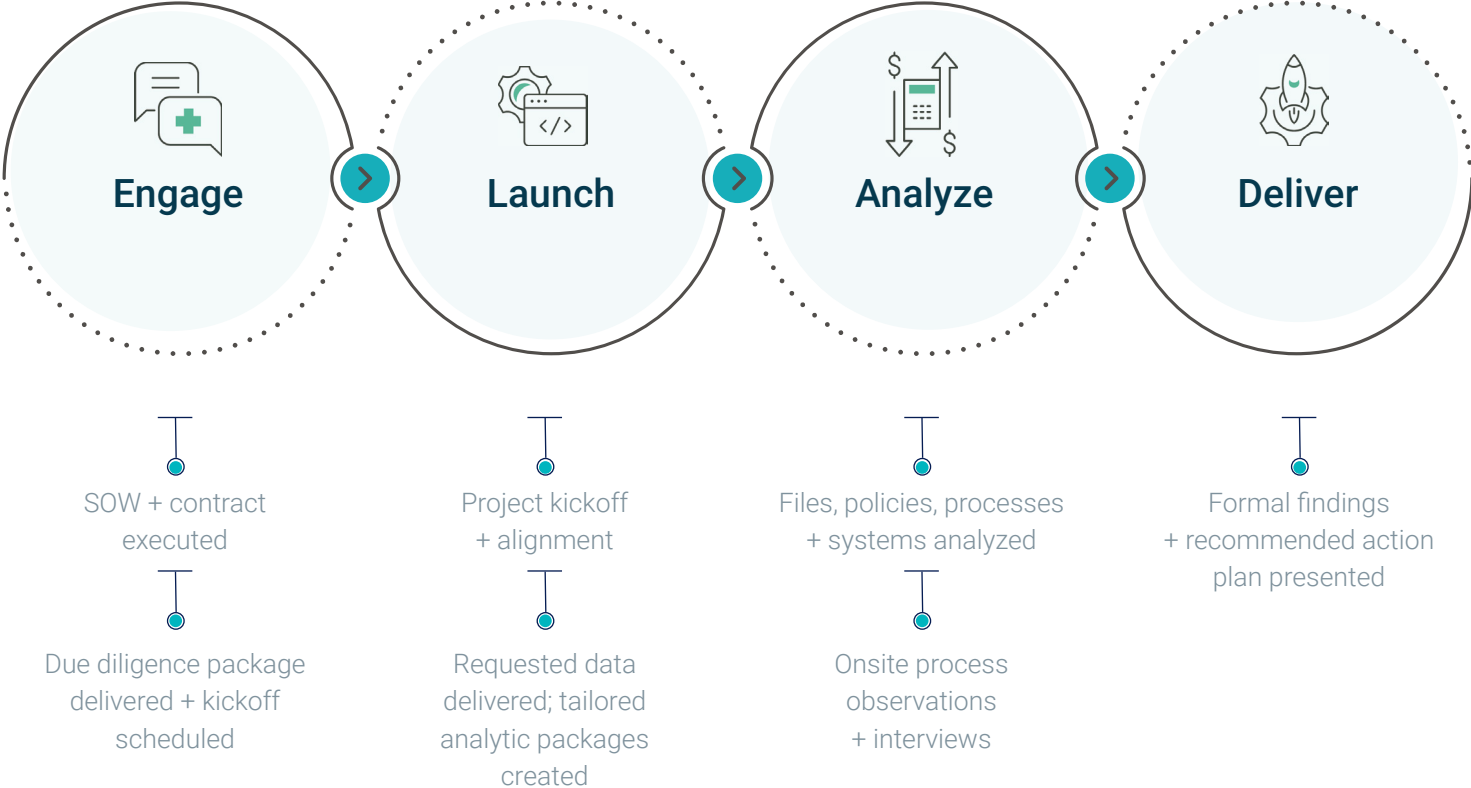 Engage
Launch
Analyze
Deliver
$
$
</>
SOW + contract
executed
Due diligence package
delivered + kickoff
scheduled
Project kickoff
+ alignment
Requested data
delivered; tailored
analytic packages
created
Files, policies, processes
+ systems analyzed
Onsite process
observations
+ interviews
Formal findings
+ recommended action
plan presented